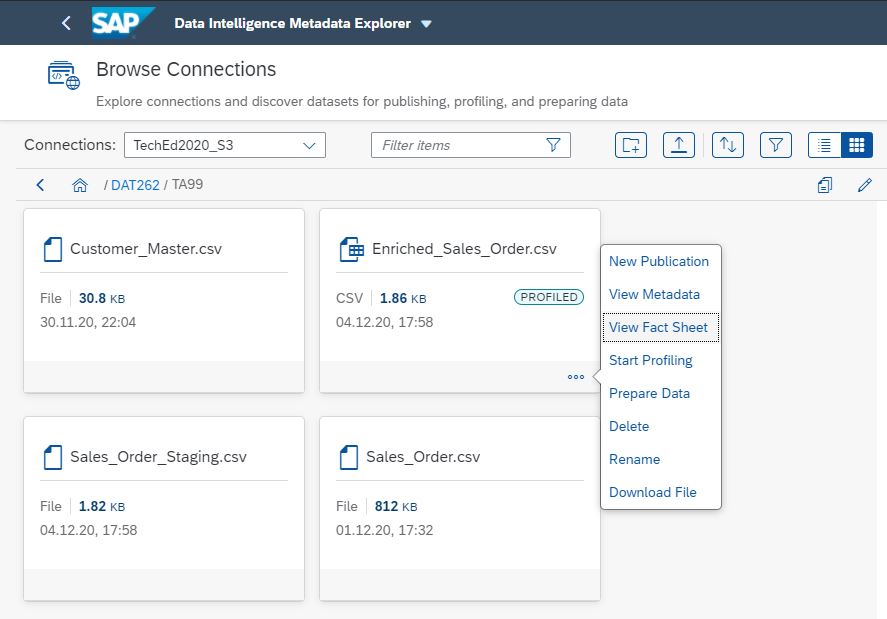 SAP Data Intelligence Metadata Explorer
Browse Connections
Explore connections and discover datasets for publishing, profiling, and preparing data
Connections: TechEd2020_S3 Filter items
/ DAT262 / TA99
Customer_Master.csv
File 30.8 KB
30.11.20, 22:04
Enriched_Sales_Order.csv
CSV 1.86 KB PROFILED
04.12.20, 17:58
New Publication
View Metadata
View Fact Sheet
Start Profiling
Prepare Data
Delete
Rename
Download File
Sales_Order_Staging.csv
File 1.82 KB
04.12.20, 17:58
Sales_Order.csv
File 812 KB
01.12.20, 17:32